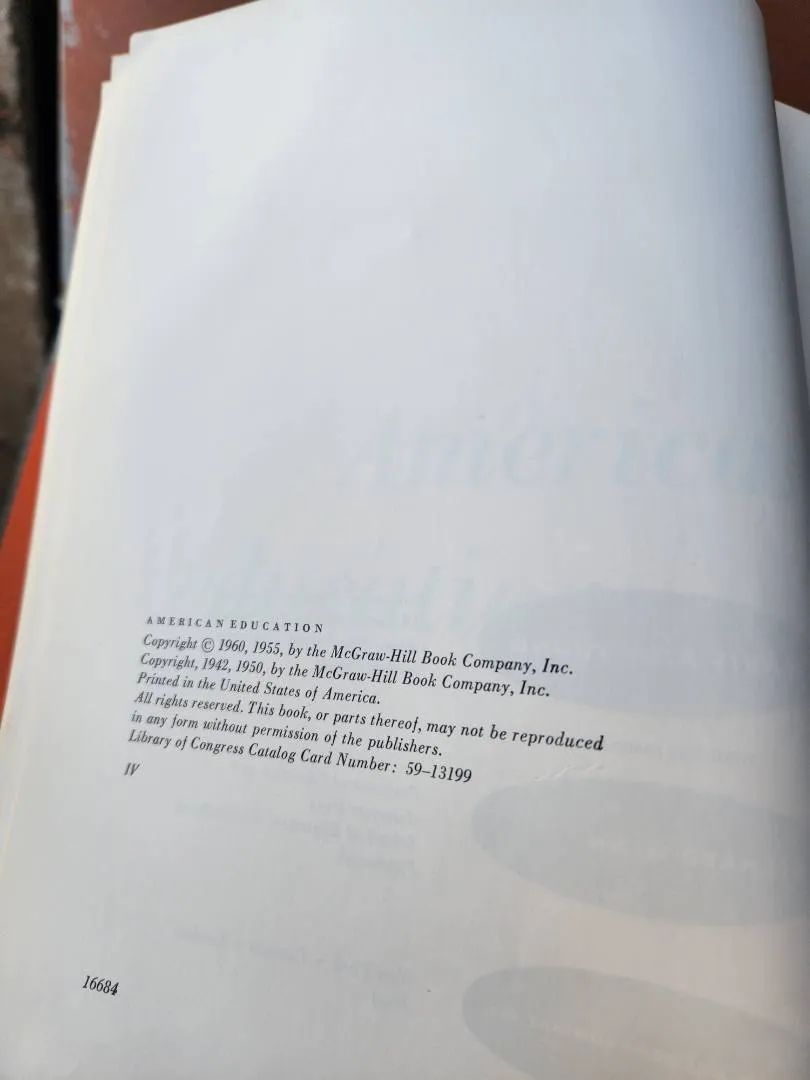 AMERICAN EDUCATION
Copyright © 1960, 1955, by the McGraw-Hill Book Company, Inc.
Copyright, 1942, 1950, by the McGraw-Hill Book Company, Inc.
Printed in the United States of America.
All rights reserved. This book, or parts thereof, may not be reproduced
in any form without permission of the publishers.
Library of Congress Catalog Card Number: 59–13199
IV
16684